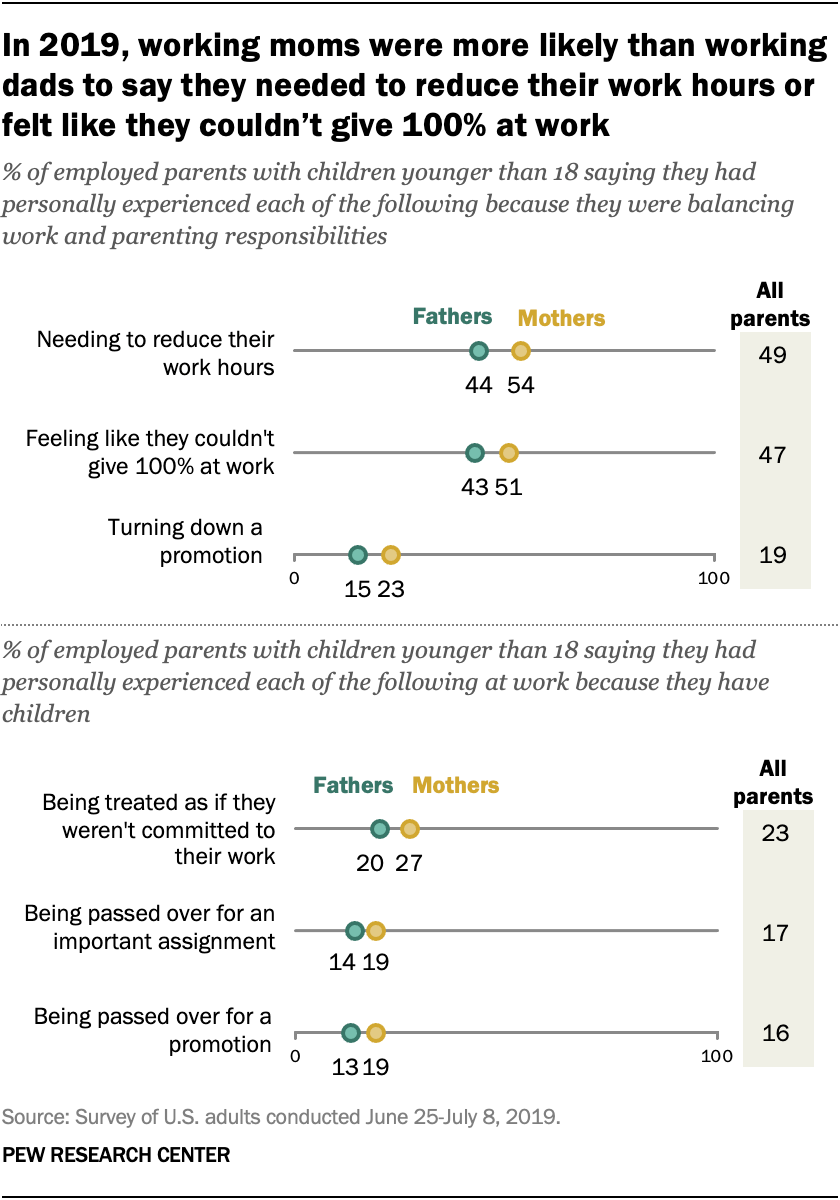 In 2019, working moms were more likely than working
dads to say they needed to reduce their work hours or
felt like they couldn’t give 100% at work
% of employed parents with children younger than 18 saying they had
personally experienced each of the following because they were balancing
work and parenting responsibilities
All
parents
Fathers Mothers
Needing to reduce their
work hours
44 54
49
Feeling like they couldn't
give 100% at work
43 51
47
Turning down a
promotion
0 100
15 23
19
% of employed parents with children younger than 18 saying they had
personally experienced each of the following at work because they have
children
All
parents
Fathers Mothers
Being treated as if they
weren't committed to
their work
20 27
23
Being passed over for an
important assignment
14 19
17
Being passed over for a
promotion
0 100
13 19
16
Source: Survey of U.S. adults conducted June 25-July 8, 2019.
PEW RESEARCH CENTER